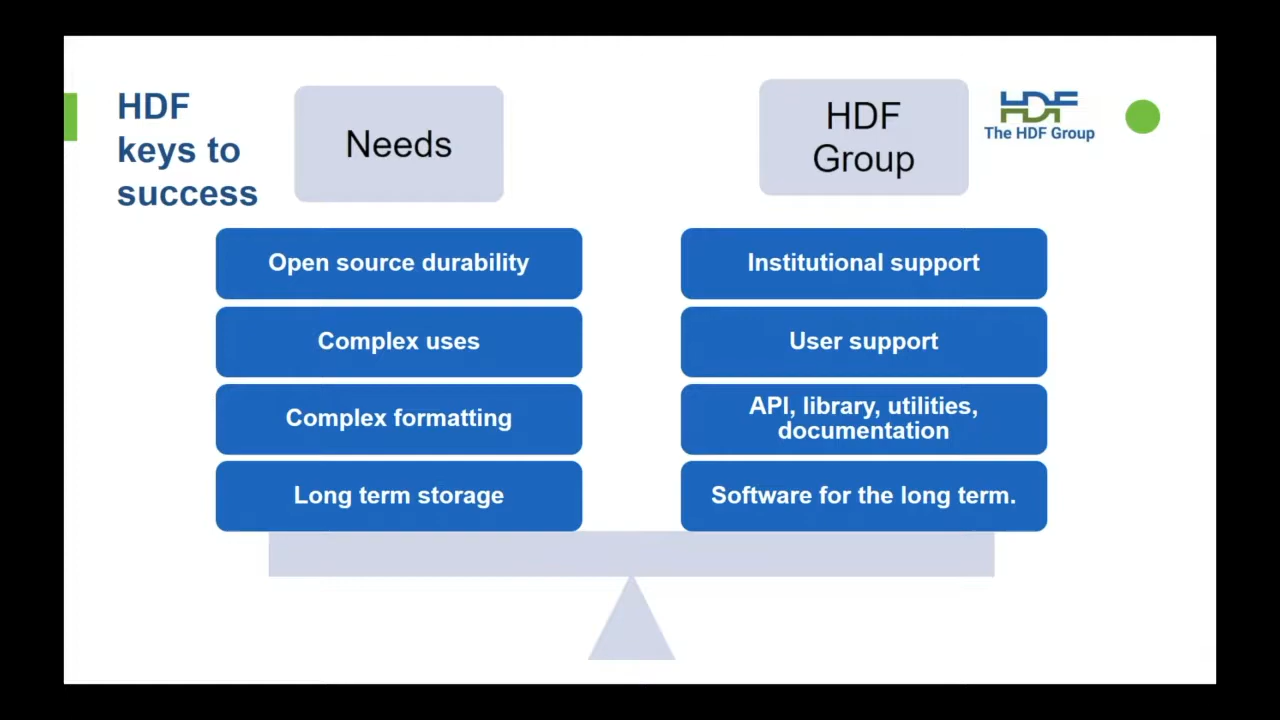 HDF
keys to
success
Needs
HDF
Group
HDF
The HDF Group
Open source durability
Complex uses
Complex formatting
Long term storage
Institutional support
User support
API, library, utilities,
documentation
Software for the long term.